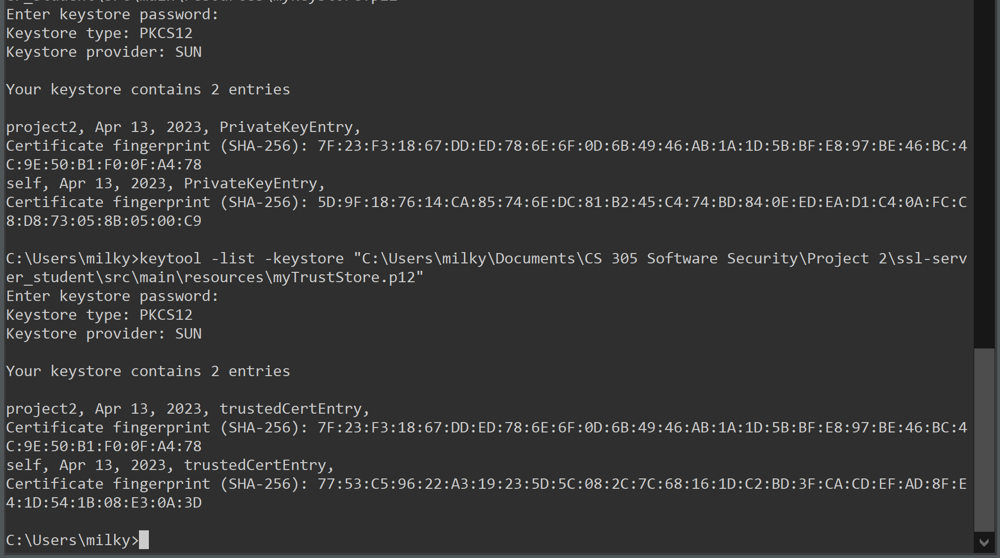 er_student\src\main\resources\myKeyStore.p12
Enter keystore password:
Keystore type: PKCS12
Keystore provider: SUN
Your keystore contains 2 entries
project2, Apr 13, 2023, PrivateKeyEntry,
Certificate fingerprint (SHA-256): 7F:23:F3:18:67:DD:ED:78:6E:6F:0D:6B:49:46:AB:1A:1D:5B:BF:E8:97:BE:46:BC:4
C:9E:50:B1:F0:0F:A4:78
self, Apr 13, 2023, PrivateKeyEntry,
Certificate fingerprint (SHA-256): 5D:9F:18:76:14:CA:85:74:6E:DC:81:B2:45:C4:74:BD:84:0E:ED:EA:D1:C4:0A:FC:C
8:D8:73:05:8B:05:00:C9
C:\Users\milky>keytool -list -keystore "C:\Users\milky\Documents\CS 305 Software Security\Project 2\ssl-serv
er_student\src\main\resources\myTrustStore.p12"
Enter keystore password:
Keystore type: PKCS12
Keystore provider: SUN
Your keystore contains 2 entries
project2, Apr 13, 2023, trustedCertEntry,
Certificate fingerprint (SHA-256): 7F:23:F3:18:67:DD:ED:78:6E:6F:0D:6B:49:46:AB:1A:1D:5B:BF:E8:97:BE:46:BC:4
C:9E:50:B1:F0:0F:A4:78
self, Apr 13, 2023, trustedCertEntry,
Certificate fingerprint (SHA-256): 77:53:C5:96:22:A3:19:23:5D:5C:08:2C:7C:68:16:1D:C2:BD:3F:CA:CD:EF:AD:8F:E
4:1D:54:1B:08:E3:0A:3D
C:\Users\milky>